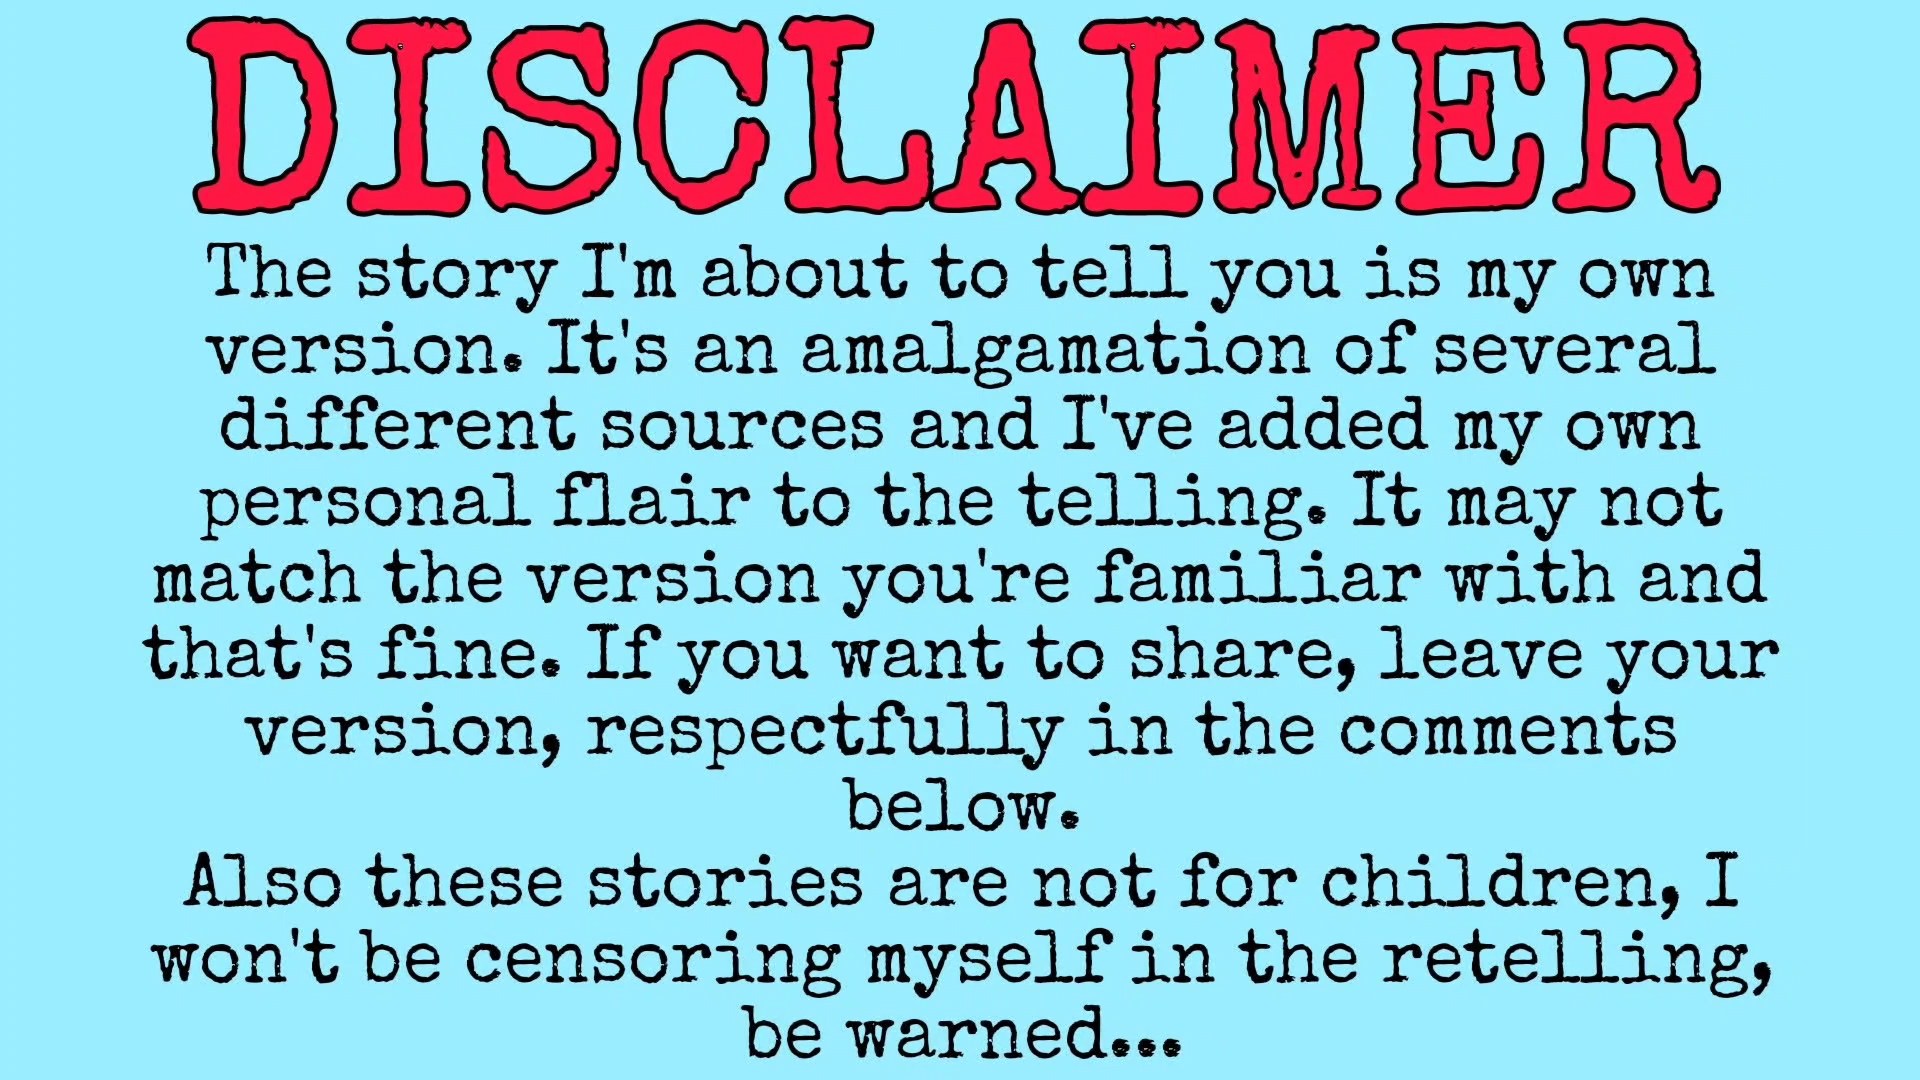 DISCLAIMER
The story I'm about to tell you is my own
version. It's an amalgamation of several
different sources and I've added my own
personal flair to the telling. It may not
match the version you're familiar with and
that's fine. If you want to share, leave your
version, respectfully in the comments
below.
Also these stories are not for children, I
won't be censoring myself in the retelling,
be warned...